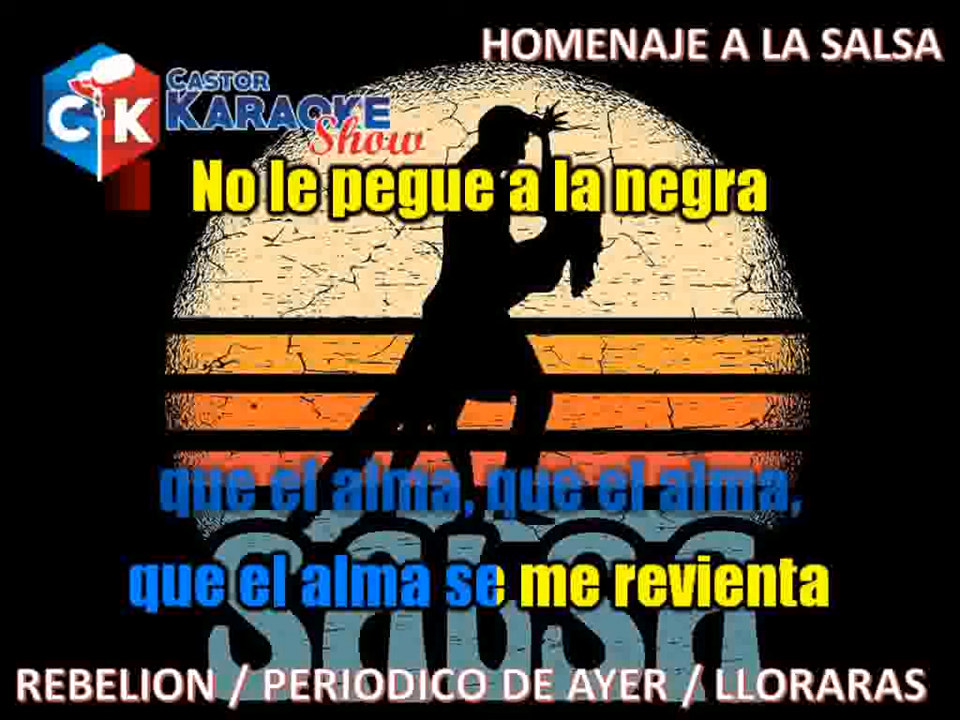 HOMENAJE A LA SALSA
CK
CASTOR
KARAOKE
Show
No le pegue a la negra
que el alma, que el alma,
que el alma se me revienta
SALSA
REBELION / PERIODICO DE AYER / LLORARAS